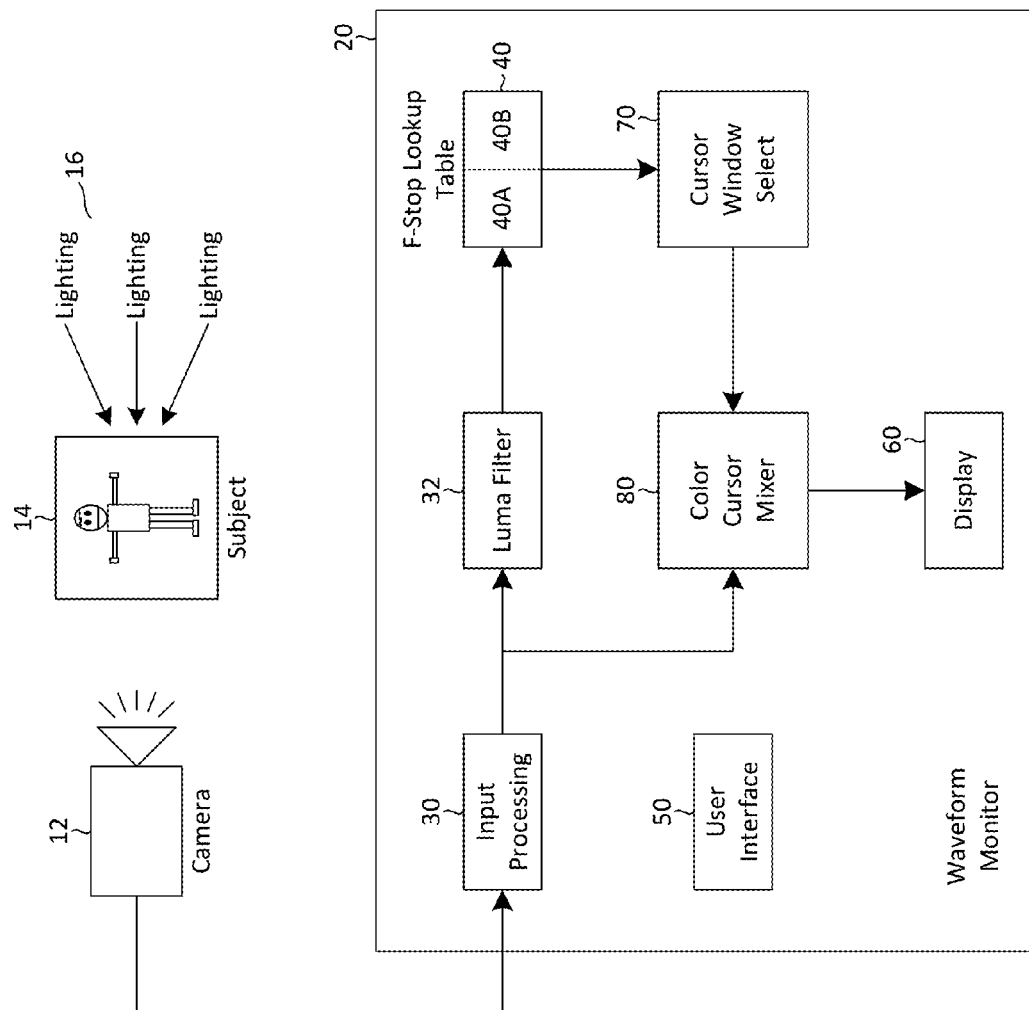 12
Camera
14
Subject
Lighting
Lighting
Lighting
16
20
30
Input
Processing
32
Luma Filter
F-Stop Lookup
Table
40A
40B
40
50
User
Interface
80
Color
Cursor
Mixer
70
Cursor
Window
Select
60
Display
Waveform
Monitor